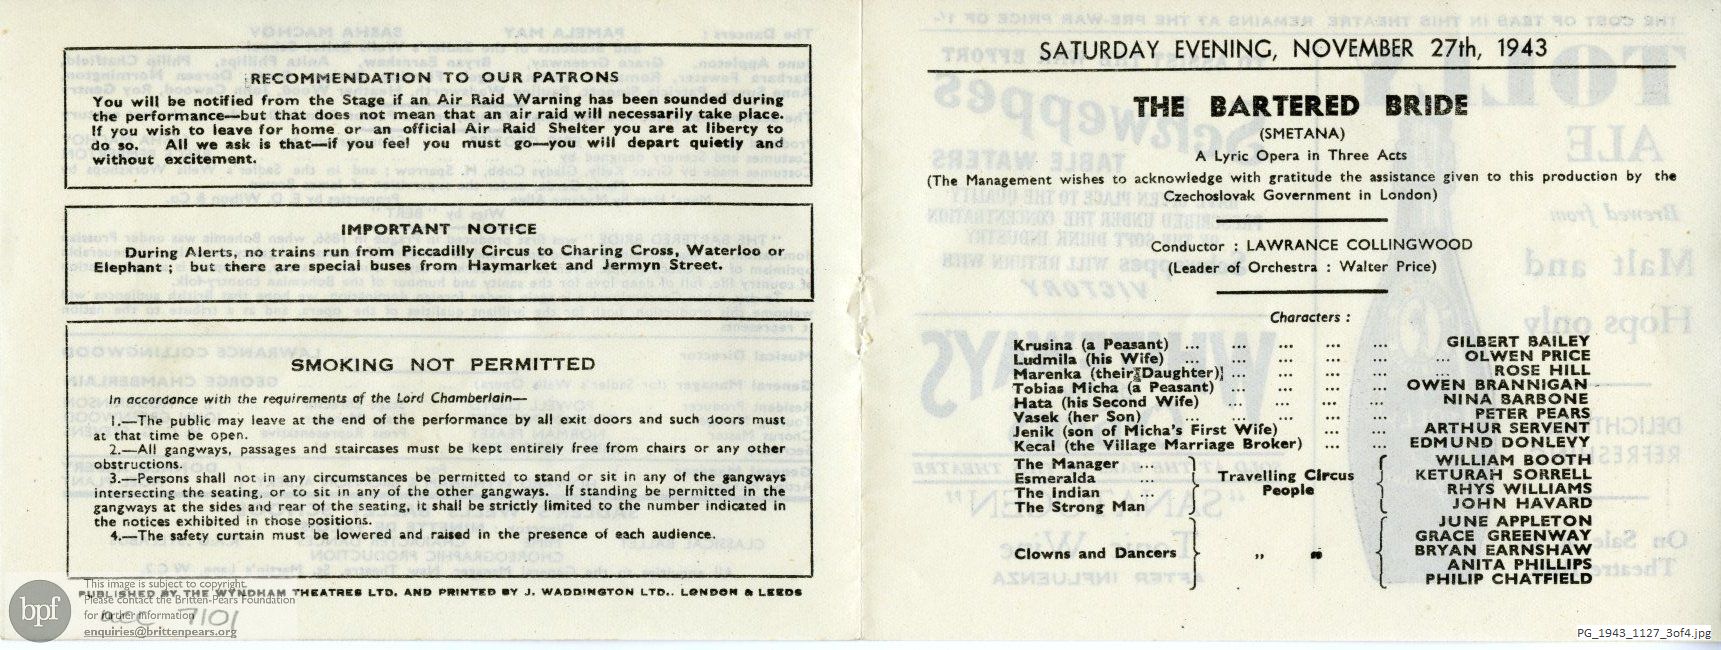 RECOMMENDATION TO OUR PATRONS
You will be notified from the Stage if an Air Raid Warning has been sounded during
the performance—but that does not mean that an air raid will necessarily take place.
If you wish to leave for home or an official Air Raid Shelter you are at liberty to
do so. All we ask is that—if you feel you must go—you will depart quietly and
without excitement.
IMPORTANT NOTICE
During Alerts, no trains run from Piccadilly Circus to Charing Cross, Waterloo or
Elephant ; but there are special buses from Haymarket and Jermyn Street.
SMOKING NOT PERMITTED
In accordance with the requirements of the Lord Chamberlain—
1.—The public may leave at the end of the performance by all exit doors and such doors must
at that time be open.
2.—All gangways, passages and staircases must be kept entirely free from chairs or any other
obstructions.
3.—Persons shall not in any circumstances be permitted to stand or sit in any of the gangways
intersecting the seating, or to sit in any of the other gangways. If standing be permitted in the
gangways at the sides and rear of the seating, it shall be strictly limited to the number indicated in
the notices exhibited in those positions.
4.—The safety curtain must be lowered and raised in the presence of each audience.
PUBLISHED BY THE WYNDHAM THEATRES LTD. AND PRINTED BY J. WADDINGTON LTD., LONDON & LEEDS
bpf
This image is subject to copyright.
Please contact the Britten-Pears Foundation
for further information
enquiries@brittenpears.org
7101
SATURDAY EVENING, NOVEMBER 27th, 1943
THE BARTERED BRIDE
(SMETANA)
A Lyric Opera in Three Acts
(The Management wishes to acknowledge with gratitude the assistance given to this production by the
Czechoslovak Government in London)
Conductor : LAWRANCE COLLINGWOOD
(Leader of Orchestra : Walter Price)
Characters :
Krusina (a Peasant) ... ... ... ... ... GILBERT BAILEY
Ludmila (his Wife) ... ... ... ... ... ... OLWEN PRICE
Marenka (their Daughter) ... ... ... ... ... ROSE HILL
Tobias Micha (a Peasant) ... ... ... ... OWEN BRANNIGAN
Hata (his Second Wife) ... ... ... ... NINA BARBONE
Vasek (her Son) ... ... ... ... ... PETER PEARS
Jenik (son of Micha's First Wife) ... ... ARTHUR SERVENT
Kecal (the Village Marriage Broker) ... ... EDMUND DONLEVY
The Manager ... WILLIAM BOOTH
Esmeralda ... Travelling Circus KETURAH SORRELL
The Indian ... People RHYS WILLIAMS
The Strong Man JOHN HAVARD
JUNE APPLETON
GRACE GREENWAY
Clowns and Dancers ,, ,, BRYAN EARNSHAW
ANITA PHILLIPS
PHILIP CHATFIELD
PG_1943_1127_3of4.jpg